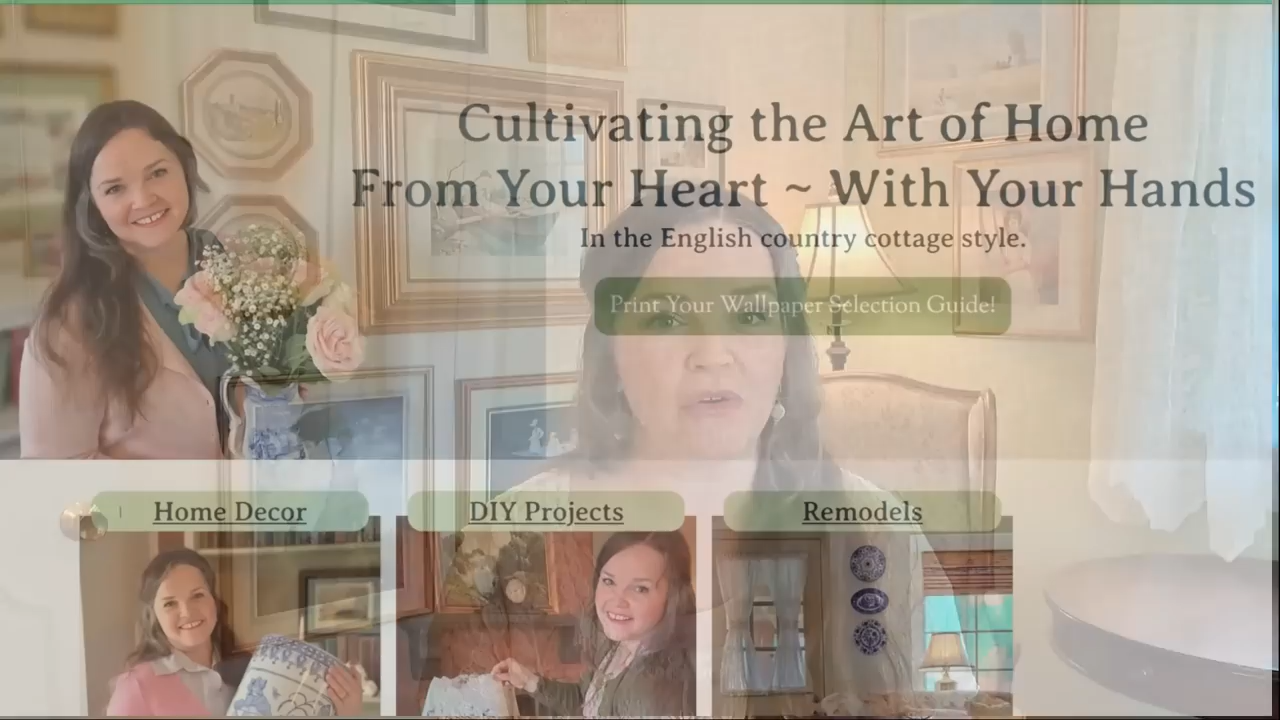 Cultivating the Art of Home
From Your Heart ~ With Your Hands
In the English country cottage style.
Print Your Wallpaper Selection Guide!
Home Decor
DIY Projects
Remodels